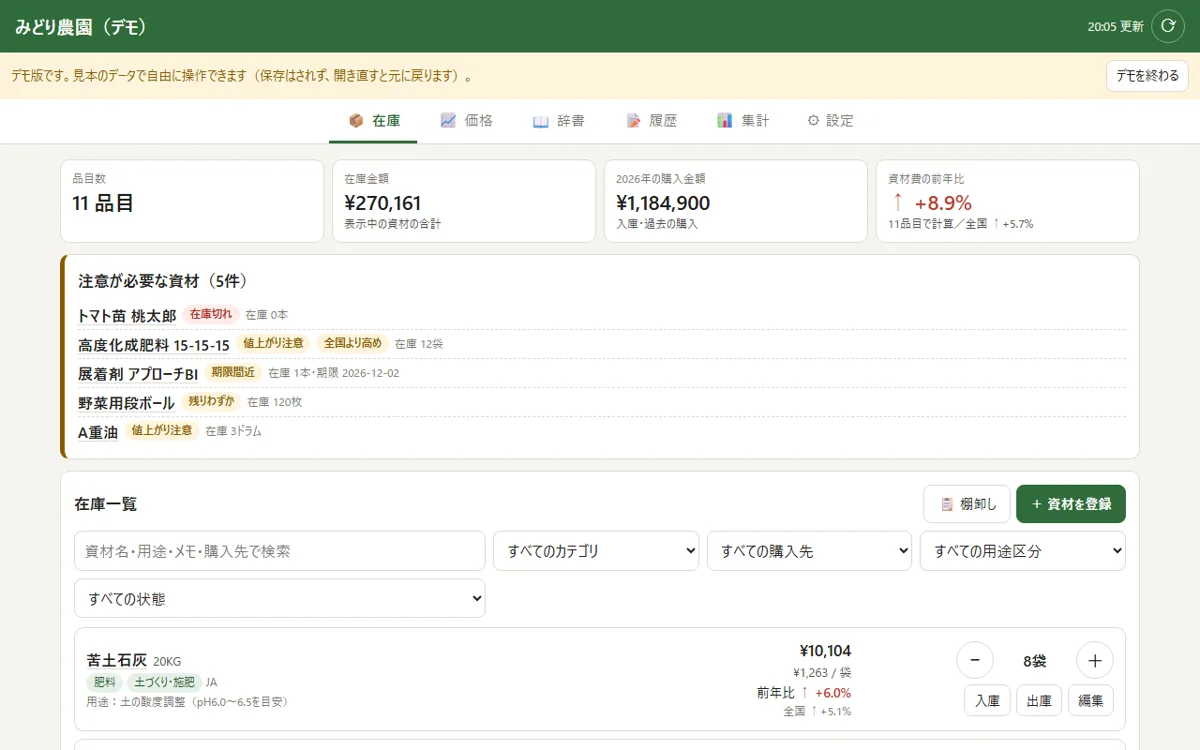 みどり農園（デモ）
20:05 更新
デモ版です。見本のデータで自由に操作できます（保存はされず、開き直すと元に戻ります）。
デモを終わる
在庫
価格
辞書
履歴
集計
設定
品目数
11 品目
在庫金額
¥270,161
表示中の資材の合計
2026年の購入金額
¥1,184,900
入庫・過去の購入
資材費の前年比
↑ +8.9%
11品目で計算／全国 ↑ +5.7%
注意が必要な資材（5件）
トマト苗 桃太郎 在庫切れ 在庫 0本
高度化成肥料 15-15-15 値上がり注意 全国より高め 在庫 12袋
展着剤 アプローチBI 期限間近 在庫 1本・期限 2026-12-02
野菜用段ボール 残りわずか 在庫 120枚
A重油 値上がり注意 在庫 3ドラム
在庫一覧
棚卸し
＋ 資材を登録
資材名・用途・メモ・購入先で検索
すべてのカテゴリ
すべての購入先
すべての用途区分
すべての状態
苦土石灰 20KG
肥料 土づくり・施肥 JA
用途：土の酸度調整（pH6.0〜6.5を目安）
¥10,104
¥1,263 / 袋
前年比 ↑ +6.0%
全国 ↑ +5.1%
−
8袋
＋
入庫
出庫
編集